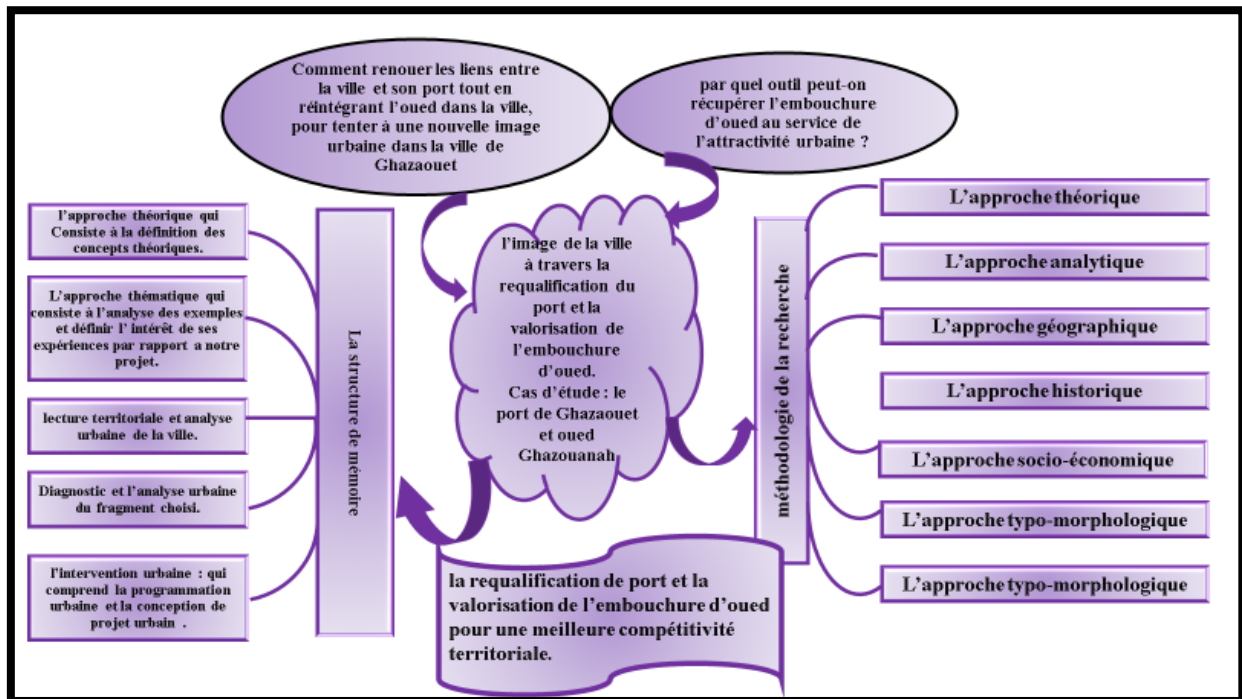 Comment renouer les liens entre
la ville et son port tout en
réintégrant l'oued dans la ville,
pour tenter à une nouvelle image
urbaine dans la ville de
Ghazaouet
par quel outil peut-on
récupérer l'embouchure
d'oued au service de
l'attractivité urbaine ?
l'approche théorique qui
Consiste à la définition des
concepts théoriques.
L'approche thématique qui
consiste à l'analyse des exemples
et définir l' intérêt de ses
expériences par rapport a notre
projet.
lecture territoriale et analyse
urbaine de la ville.
Diagnostic et l'analyse urbaine
du fragment choisi.
l'intervention urbaine : qui
comprend la programmation
urbaine et la conception de
projet urbain .
La structure de mémoire
l'image de la ville
à travers la
requalification du
port et la
valorisation de
l'embouchure
d'oued.
Cas d'étude : le
port de Ghazaouet
et oued
Ghazouanah
la requalification de port et la
valorisation de l'embouchure d'oued
pour une meilleure compétitivité
territoriale.
méthodologie de la recherche
L'approche théorique
L'approche analytique
L'approche géographique
L'approche historique
L'approche socio-économique
L'approche typo-morphologique
L'approche typo-morphologique